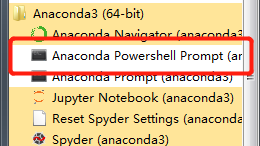 Anaconda3 (64-bit)
Anaconda Navigator (anaconda3)
Anaconda Powershell Prompt (an
Anaconda Prompt (anaconda3)
Jupyter Notebook (anaconda3)
Reset Spyder Settings (anaconda3)
Spyder (anaconda3)